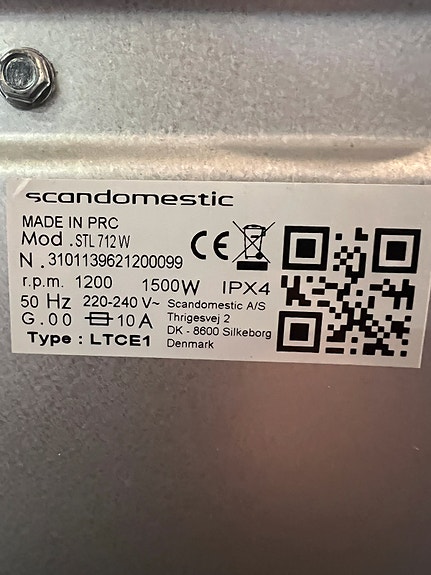 scandomestic
MADE IN PRC
Mod .STL 712 W
N . 3101139621200099
r.p.m. 1200 1500W IPX4
50 Hz 220-240 V~
G.00 10 A
Type : LTCE1
CE
Scandomestic A/S
Thrigesvej 2
DK - 8600 Silkeborg
Denmark